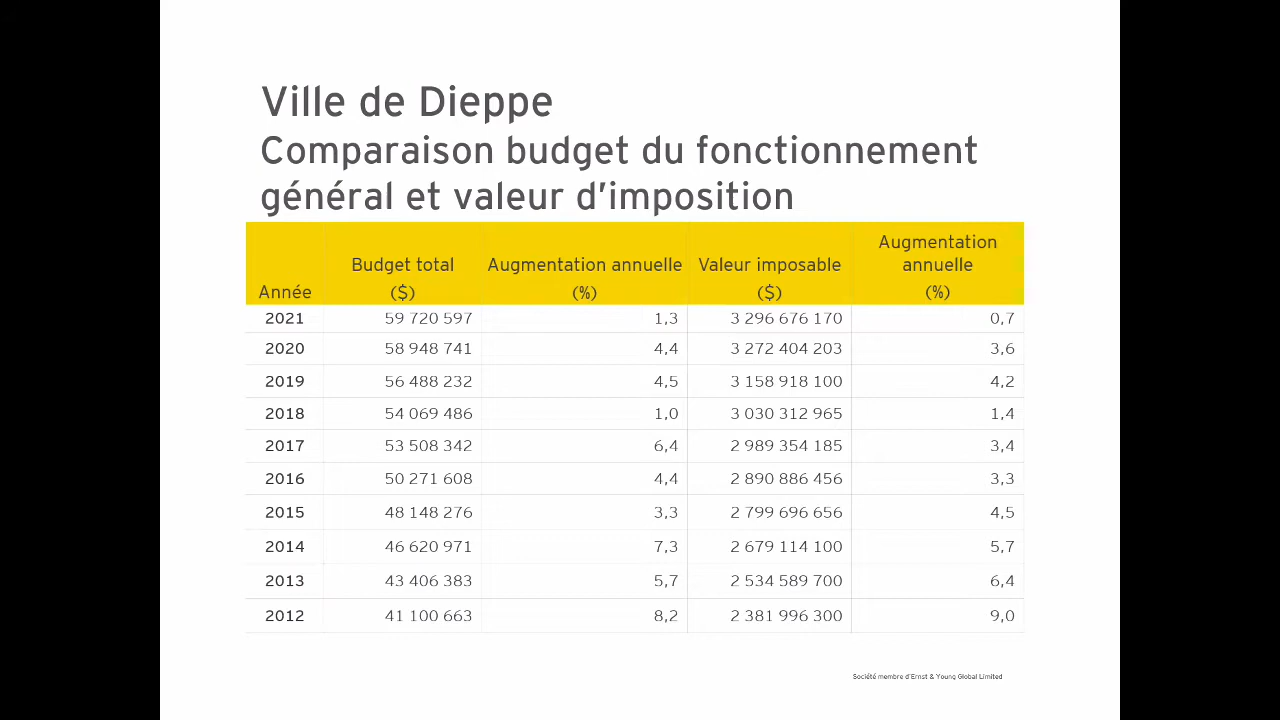 Ville de Dieppe
Comparaison budget du fonctionnement
général et valeur d'imposition
Année Budget total ($) Augmentation annuelle (%) Valeur imposable ($) Augmentation annuelle (%)
2021 59 720 597 1,3 3 296 676 170 0,7
2020 58 948 741 4,4 3 272 404 203 3,6
2019 56 488 232 4,5 3 158 918 100 4,2
2018 54 069 486 1,0 3 030 312 965 1,4
2017 53 508 342 6,4 2 989 354 185 3,4
2016 50 271 608 4,4 2 890 886 456 3,3
2015 48 148 276 3,3 2 799 696 656 4,5
2014 46 620 971 7,3 2 679 114 100 5,7
2013 43 406 383 5,7 2 534 589 700 6,4
2012 41 100 663 8,2 2 381 996 300 9,0
Société membre d'Ernst & Young Global Limited